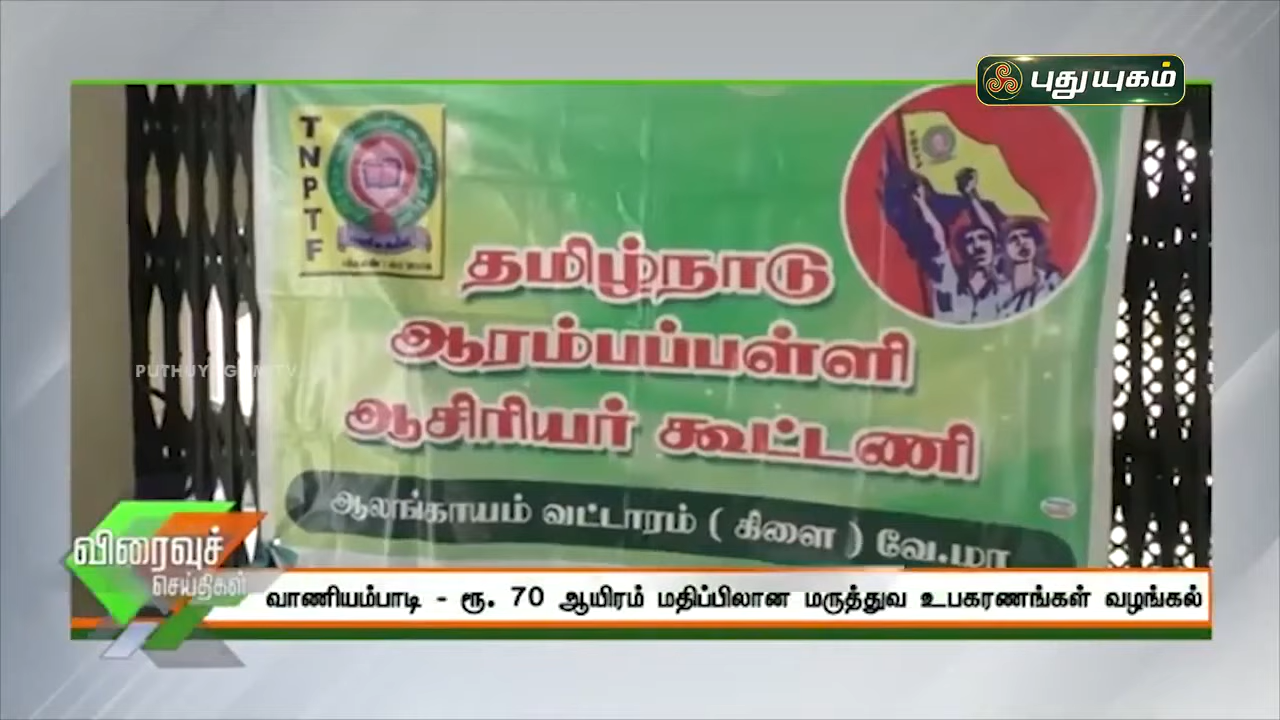 புதுயுகம்
TNPTF
தமிழ்நாடு
ஆரம்பப்பள்ளி
ஆசிரியர் கூட்டணி
ஆலங்காயம் வட்டாரம் ( கிளை ) வே.மா
PUTHUYUGAM TV
விரைவுச்
செய்திகள்
வாணியம்பாடி - ரூ. 70 ஆயிரம் மதிப்பிலான மருத்துவ உபகரணங்கள் வழங்கல்